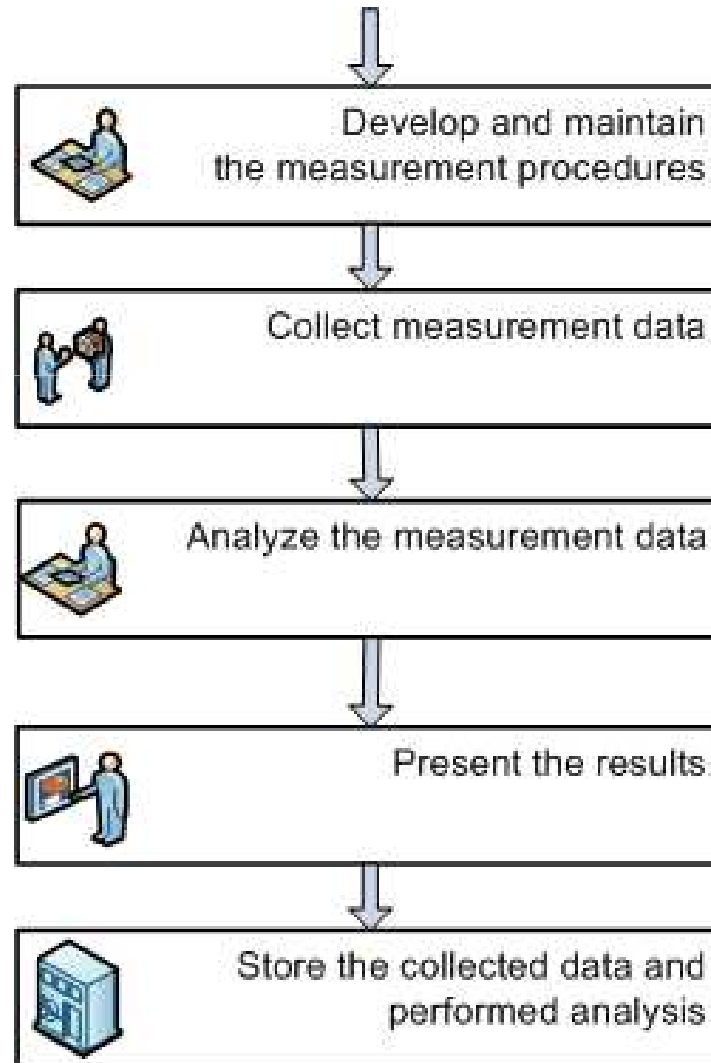 Develop and maintain
the measurement procedures
Collect measurement data
Analyze the measurement data
Present the results
Store the collected data and
performed analysis